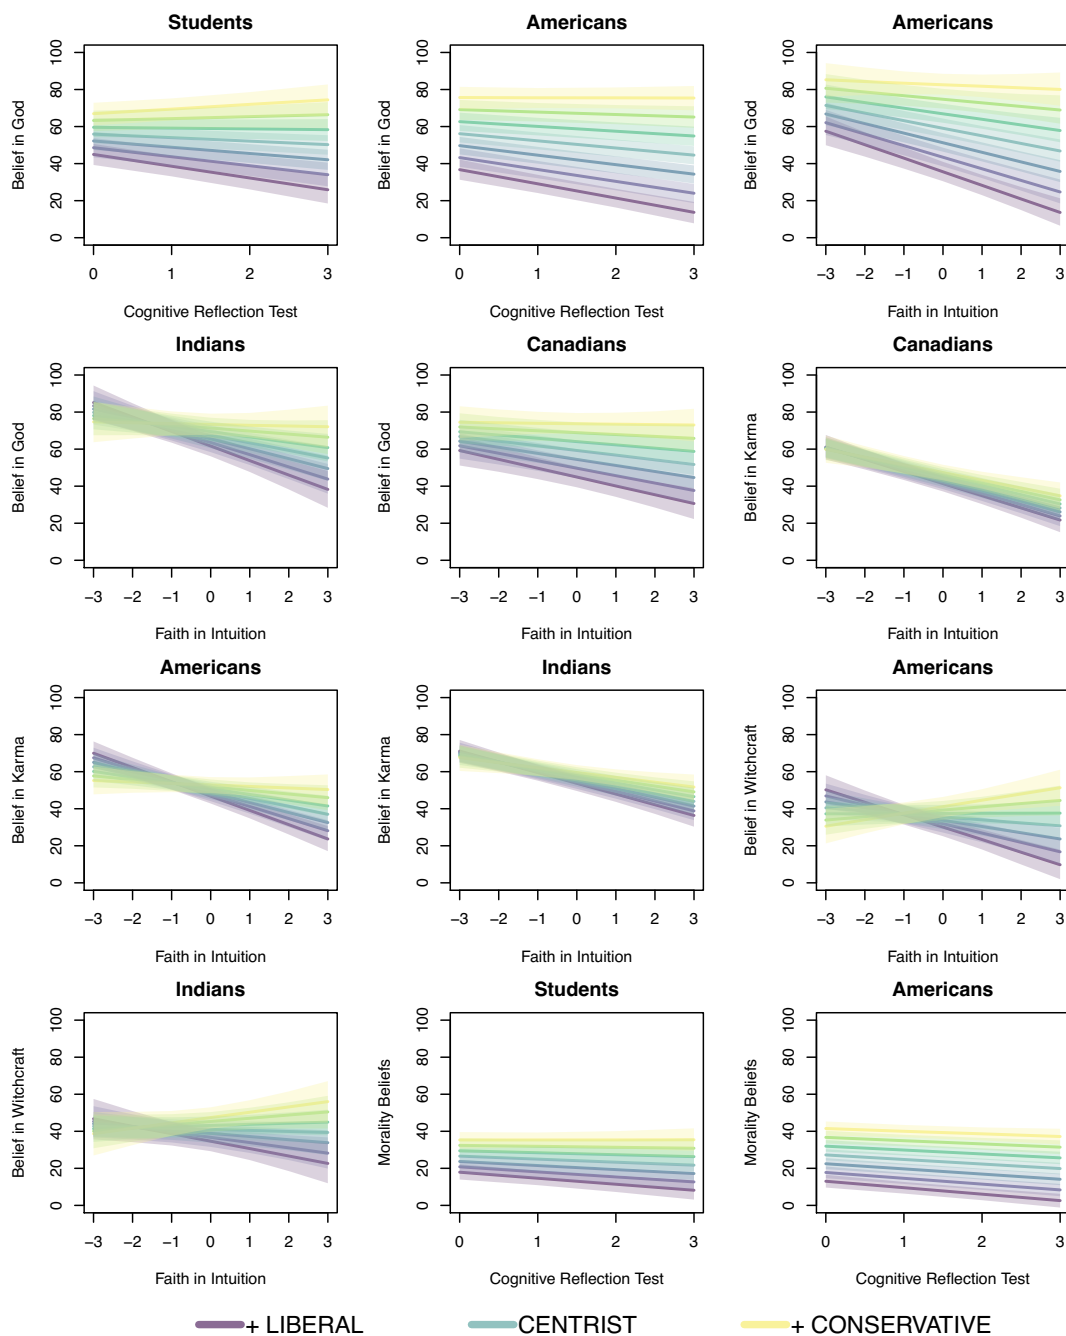 Students
Americans
Americans
Belief in God
0 20 40 60 80 100
0 1 2 3
Cognitive Reflection Test
Belief in God
0 20 40 60 80 100
0 1 2 3
Cognitive Reflection Test
Belief in God
0 20 40 60 80 100
−3 −2 −1 0 1 2 3
Faith in Intuition
Indians
Canadians
Canadians
Belief in God
0 20 40 60 80 100
−3 −2 −1 0 1 2 3
Faith in Intuition
Belief in God
0 20 40 60 80 100
−3 −2 −1 0 1 2 3
Faith in Intuition
Belief in Karma
0 20 40 60 80 100
−3 −2 −1 0 1 2 3
Faith in Intuition
Americans
Indians
Americans
Belief in Karma
0 20 40 60 80 100
−3 −2 −1 0 1 2 3
Faith in Intuition
Belief in Karma
0 20 40 60 80 100
−3 −2 −1 0 1 2 3
Faith in Intuition
Belief in Witchcraft
0 20 40 60 80 100
−3 −2 −1 0 1 2 3
Faith in Intuition
Indians
Students
Americans
Belief in Witchcraft
0 20 40 60 80 100
−3 −2 −1 0 1 2 3
Faith in Intuition
Morality Beliefs
0 20 40 60 80 100
0 1 2 3
Cognitive Reflection Test
Morality Beliefs
0 20 40 60 80 100
0 1 2 3
Cognitive Reflection Test
+ LIBERAL CENTRIST + CONSERVATIVE